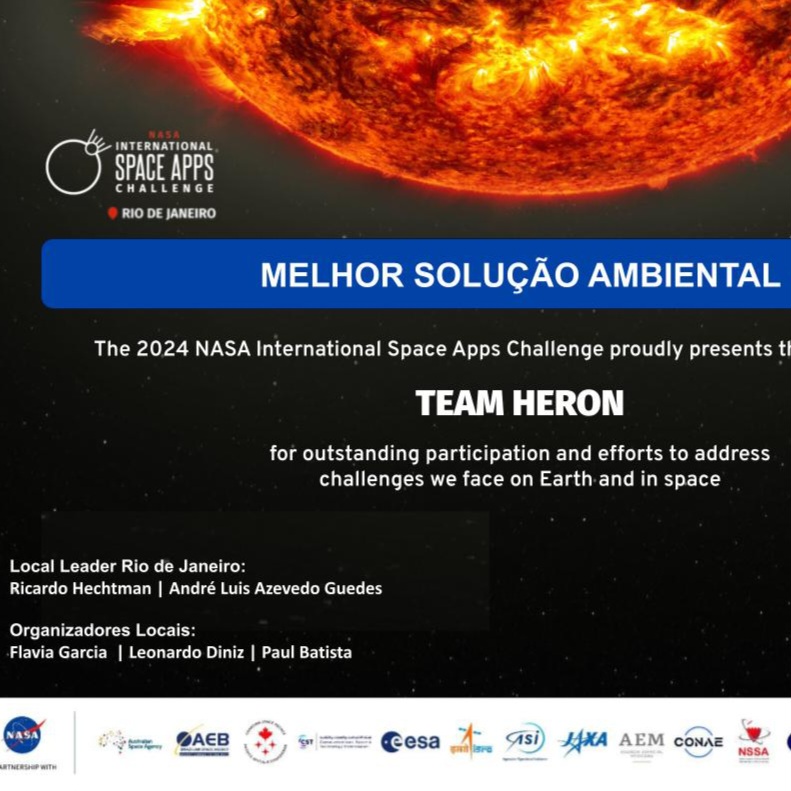 NASA
INTERNATIONAL
SPACE APPS
CHALLENGE
RIO DE JANEIRO
MELHOR SOLUÇÃO AMBIENTAL
The 2024 NASA International Space Apps Challenge proudly presents th
TEAM HERON
for outstanding participation and efforts to address
challenges we face on Earth and in space
Local Leader Rio de Janeiro:
Ricardo Hechtman | André Luis Azevedo Guedes
Organizadores Locais:
Flavia Garcia | Leonardo Diniz | Paul Batista
NASA
ARTNERSHIP WITH
Australian
Space Agency
AEB
CST
esa
इसरो isro
asi
JAXA
AEM
CONAE
NSSA